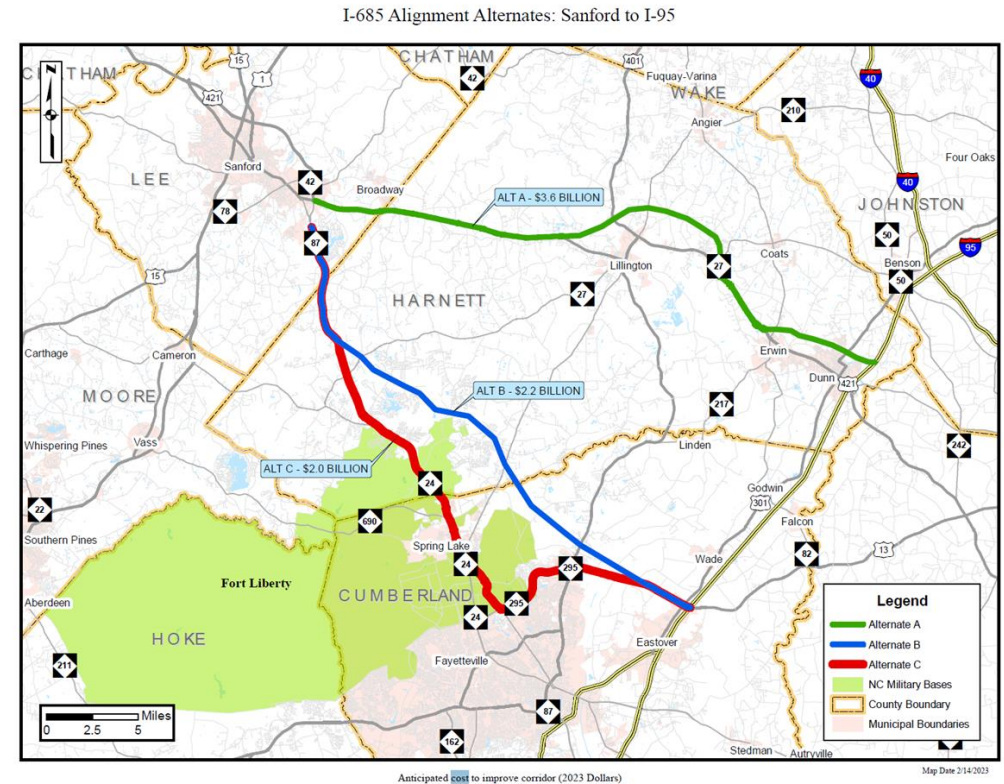 I-685 Alignment Alternates: Sanford to I-95
CHATHAM
CHATHAM
15
1
42
401
Fuquay-Varina
WAKE
40
421
210
Angier
N
Four Oaks
Sanford
42
Broadway
40
LEE
78
ALT A - $3.6 BILLION
JOHNSTON
50
87
95
15
Lillington
27
Coats
Benson
50
27
HARNETT
Carthage
Cameron
Erwin
Dunn
421
MOORE
ALT B - $2.2 BILLION
217
Whispering Pines
Vass
Linden
242
ALT C - $2.0 BILLION
24
Godwin
301
22
690
Falcon
Southern Pines
Spring Lake
Wade
82
13
24
295
Fort Liberty
CUMBERLAND
295
Aberdeen
24
HOKE
Eastover
211
Fayetteville
Legend
Alternate A
Alternate B
Alternate C
NC Military Bases
County Boundary
Municipal Boundaries
Miles
0 2.5 5
87
162
Stedman
Autryville
Map Date 2/14/2023
Anticipated cost to improve corridor (2023 Dollars)